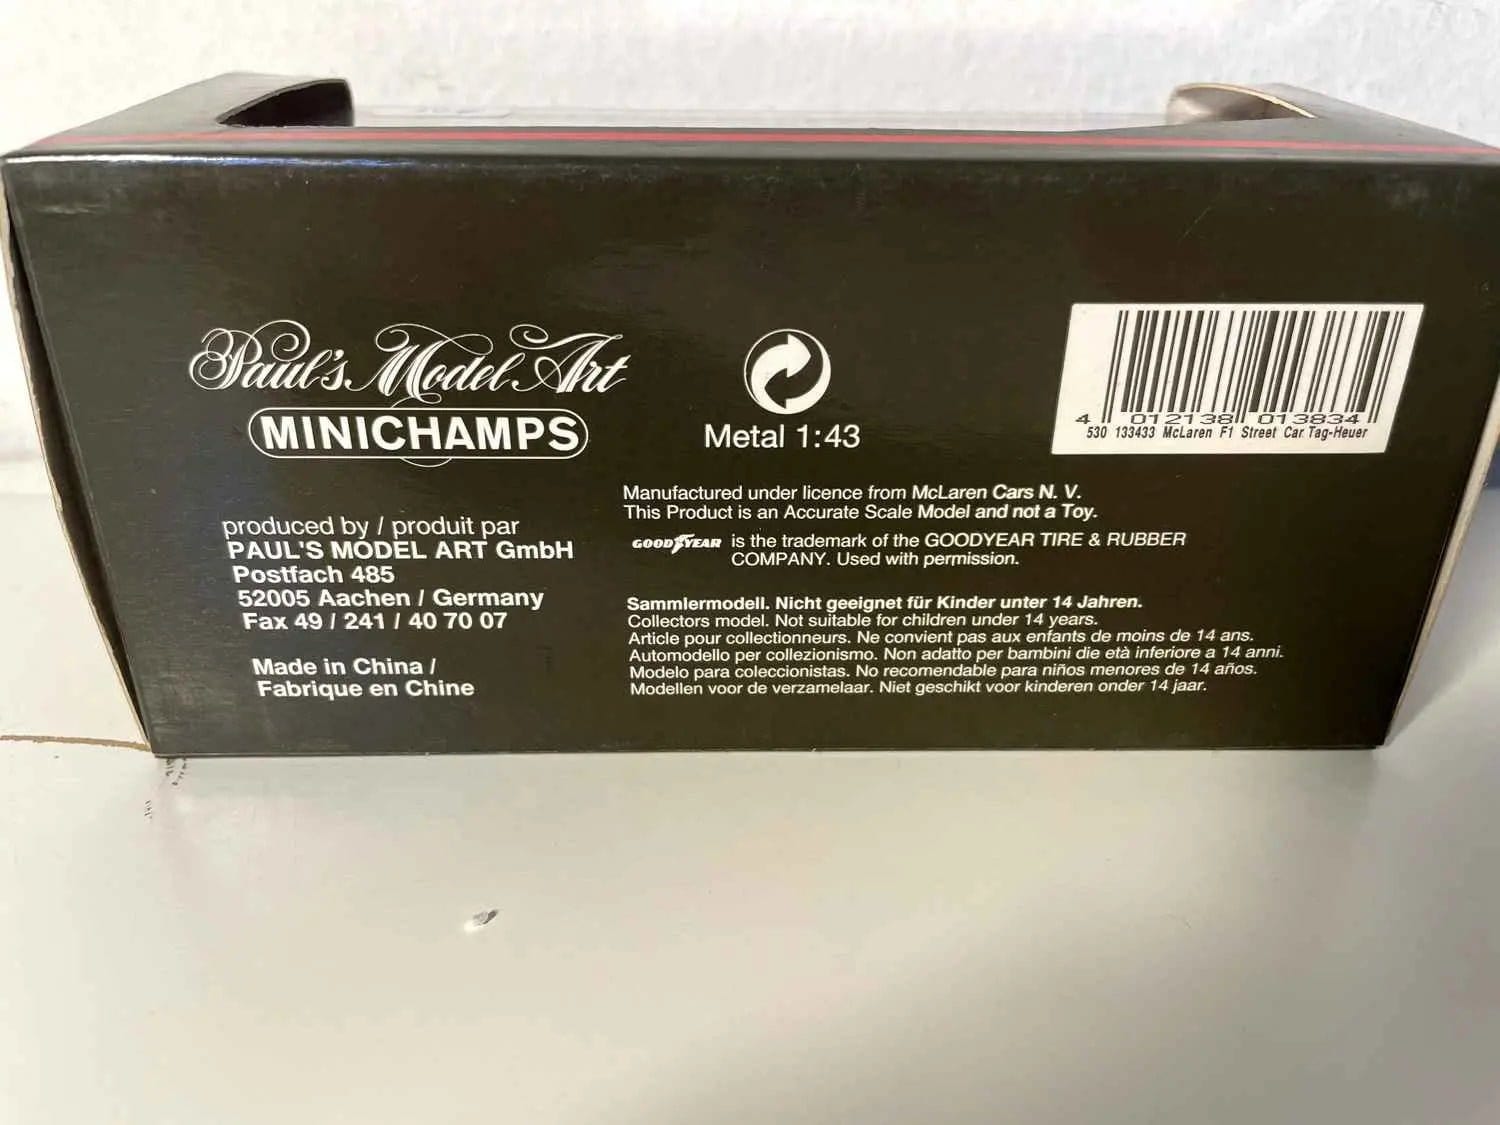 Paul's Model Art
MINICHAMPS
Metal 1:43
4 012138 013834
530 133433 McLaren F1 Street Car Tag-Heuer
produced by / produit par
PAUL'S MODEL ART GmbH
Postfach 485
52005 Aachen / Germany
Fax 49 / 241 / 40 70 07
Made in China /
Fabrique en Chine
Manufactured under licence from McLaren Cars N. V.
This Product is an Accurate Scale Model and not a Toy.
GOODYEAR is the trademark of the GOODYEAR TIRE & RUBBER
COMPANY. Used with permission.
Sammlermodell. Nicht geeignet für Kinder unter 14 Jahren.
Collectors model. Not suitable for children under 14 years.
Article pour collectionneurs. Ne convient pas aux enfants de moins de 14 ans.
Automodello per collezionismo. Non adatto per bambini die età inferiore a 14 anni.
Modelo para coleccionistas. No recomendable para niños menores de 14 años.
Modellen voor de verzamelaar. Niet geschikt voor kinderen onder 14 jaar.